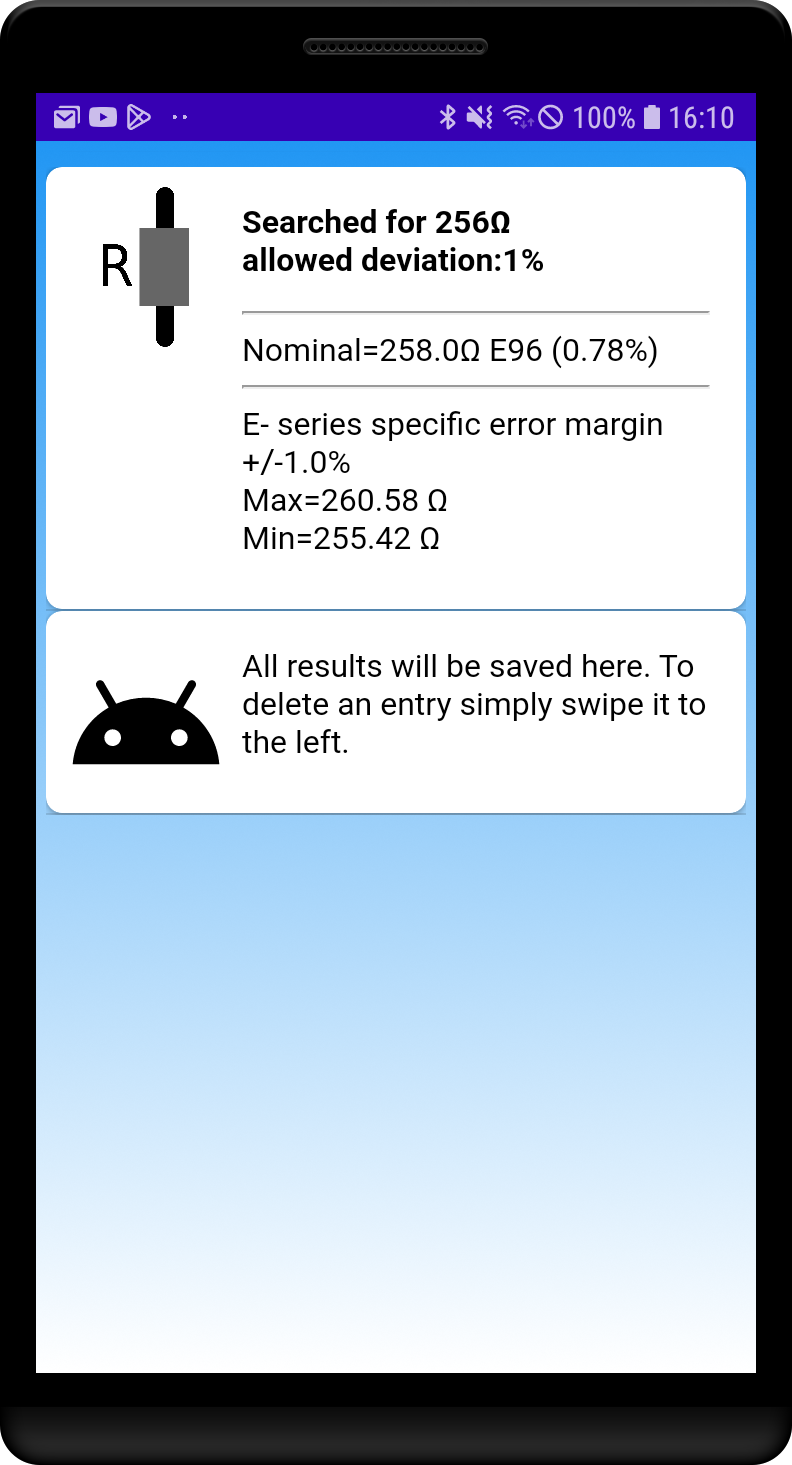 100% 16:10
R
Searched for 256Ω
allowed deviation:1%
Nominal=258.0Ω E96 (0.78%)
E- series specific error margin
+/-1.0%
Max=260.58 Ω
Min=255.42 Ω
All results will be saved here. To
delete an entry simply swipe it to
the left.